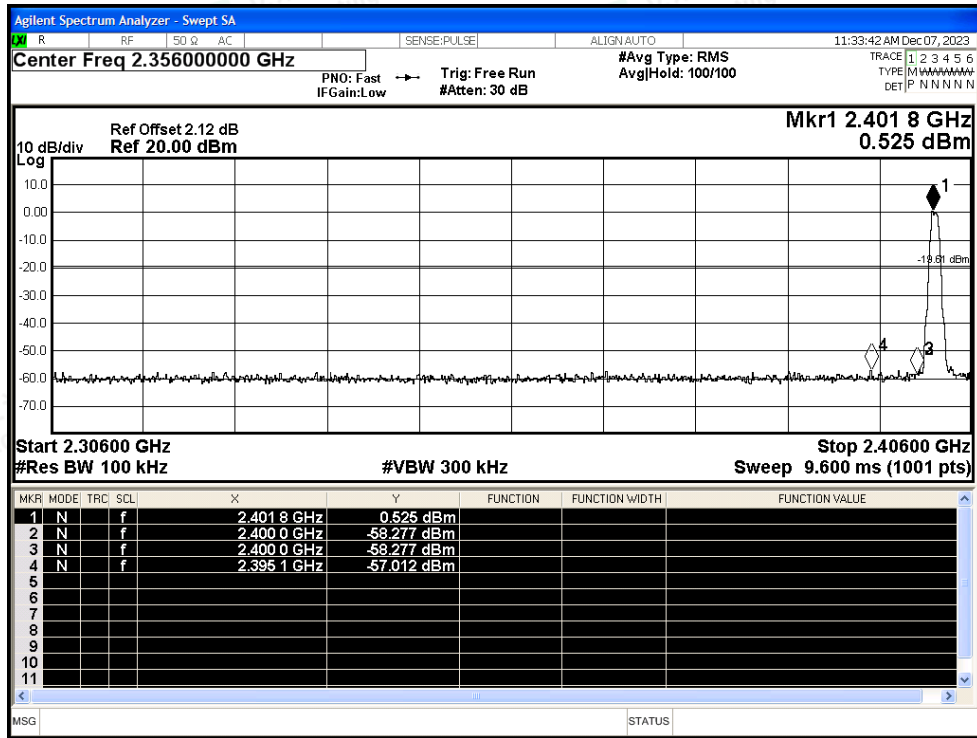 Agilent Spectrum Analyzer - Swept SA
LXI R RF 50 Ω AC SENSE:PULSE ALIGN AUTO 11:33:42 AM Dec 07, 2023
Center Freq 2.356000000 GHz
PNO: Fast
IFGain:Low
Trig: Free Run
#Atten: 30 dB
#Avg Type: RMS
Avg|Hold: 100/100
TRACE 1 2 3 4 5 6
TYPE M
DET P N N N N N
Mkr1 2.401 8 GHz
0.525 dBm
Ref Offset 2.12 dB
10 dB/div Ref 20.00 dBm
Log
10.0
0.00
-10.0
-20.0
-30.0
-40.0
-50.0
-60.0
-70.0
1
-19.61 dBm
4
Start 2.30600 GHz Stop 2.40600 GHz
#Res BW 100 kHz #VBW 300 kHz Sweep 9.600 ms (1001 pts)
MKR MODE TRC SCL X Y FUNCTION FUNCTION WIDTH FUNCTION VALUE
1 N f 2.401 8 GHz 0.525 dBm
2 N f 2.400 0 GHz -58.277 dBm
3 N f 2.400 0 GHz -58.277 dBm
4 N f 2.395 1 GHz -57.012 dBm
5
6
7
8
9
10
11
MSG STATUS